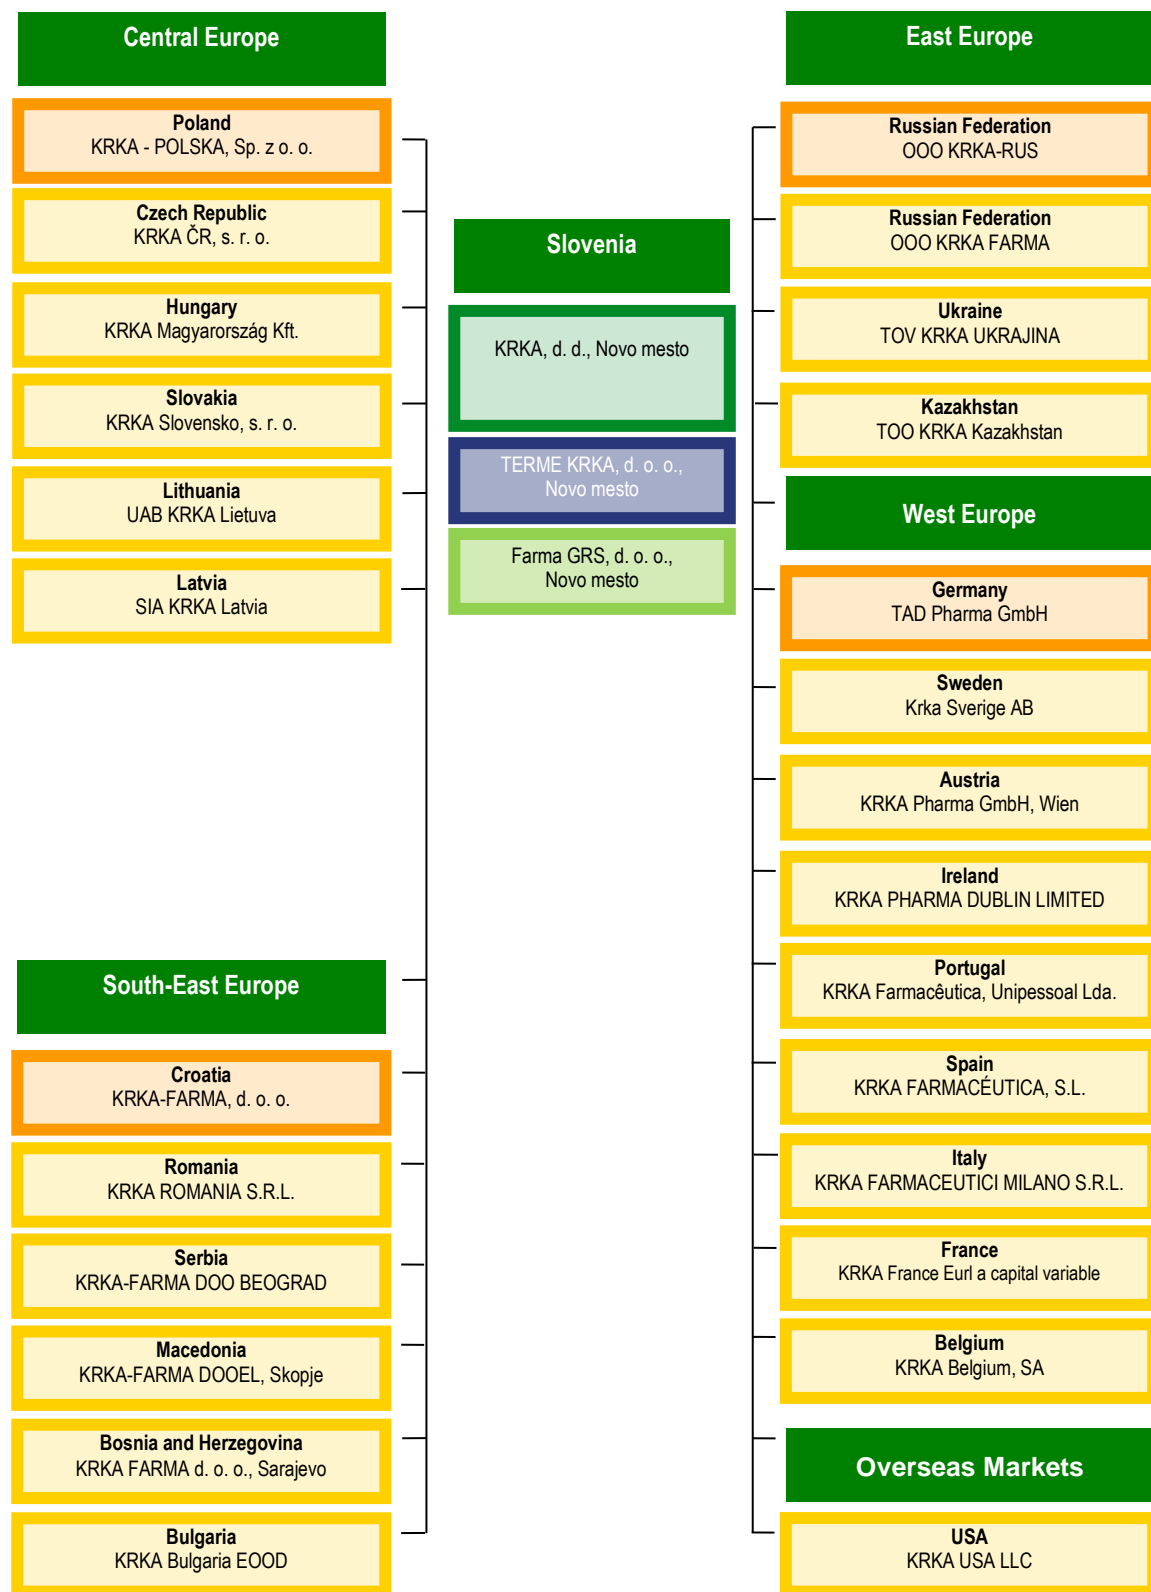 Central Europe
Poland
KRKA - POLSKA, Sp. z o. o.
Czech Republic
KRKA ČR, s. r. o.
Hungary
KRKA Magyarország Kft.
Slovakia
KRKA Slovensko, s. r. o.
Lithuania
UAB KRKA Lietuva
Latvia
SIA KRKA Latvia
South-East Europe
Croatia
KRKA-FARMA, d. o. o.
Romania
KRKA ROMANIA S.R.L.
Serbia
KRKA-FARMA DOO BEOGRAD
Macedonia
KRKA-FARMA DOOEL, Skopje
Bosnia and Herzegovina
KRKA FARMA d. o. o., Sarajevo
Bulgaria
KRKA Bulgaria EOOD
Slovenia
KRKA, d. d., Novo mesto
TERME KRKA, d. o. o.,
Novo mesto
Farma GRS, d. o. o.,
Novo mesto
East Europe
Russian Federation
OOO KRKA-RUS
Russian Federation
OOO KRKA FARMA
Ukraine
TOV KRKA UKRAJINA
Kazakhstan
TOO KRKA Kazakhstan
West Europe
Germany
TAD Pharma GmbH
Sweden
Krka Sverige AB
Austria
KRKA Pharma GmbH, Wien
Ireland
KRKA PHARMA DUBLIN LIMITED
Portugal
KRKA Farmacêutica, Unipessoal Lda.
Spain
KRKA FARMACÉUTICA, S.L.
Italy
KRKA FARMACEUTICI MILANO S.R.L.
France
KRKA France Eurl a capital variable
Belgium
KRKA Belgium, SA
Overseas Markets
USA
KRKA USA LLC